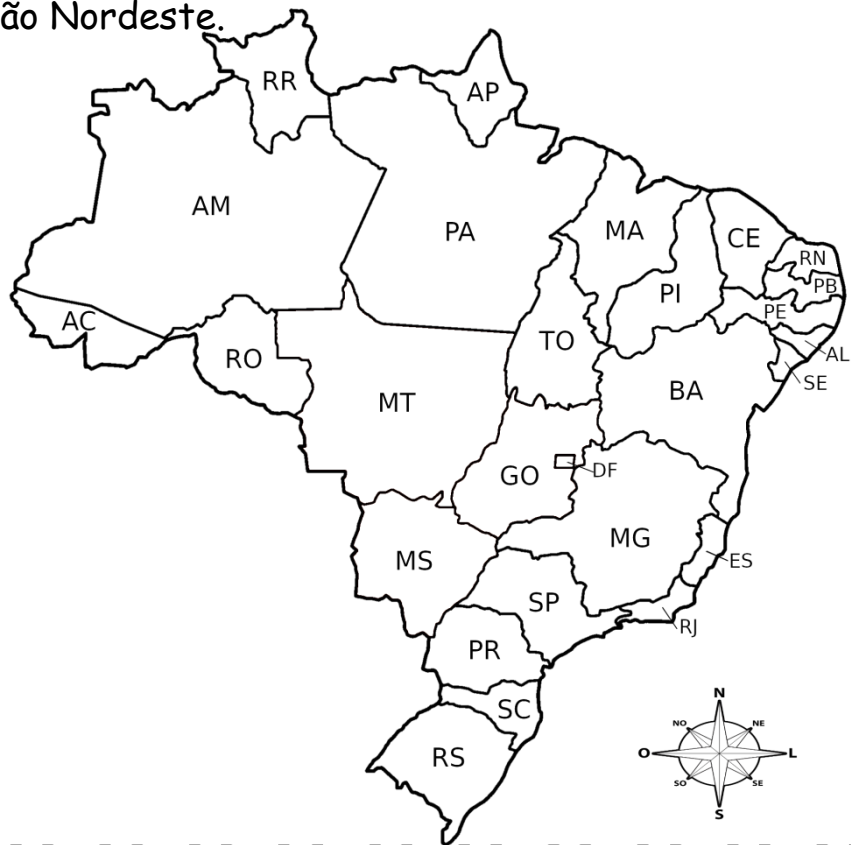 ão Nordeste.
RR
AP
AM
PA
MA
CE
RN
PB
PI
PE
AC
TO
AL
RO
SE
BA
MT
GO
DF
MG
MS
ES
SP
RJ
PR
SC
RS
N
NO NE
O L
SO SE
S